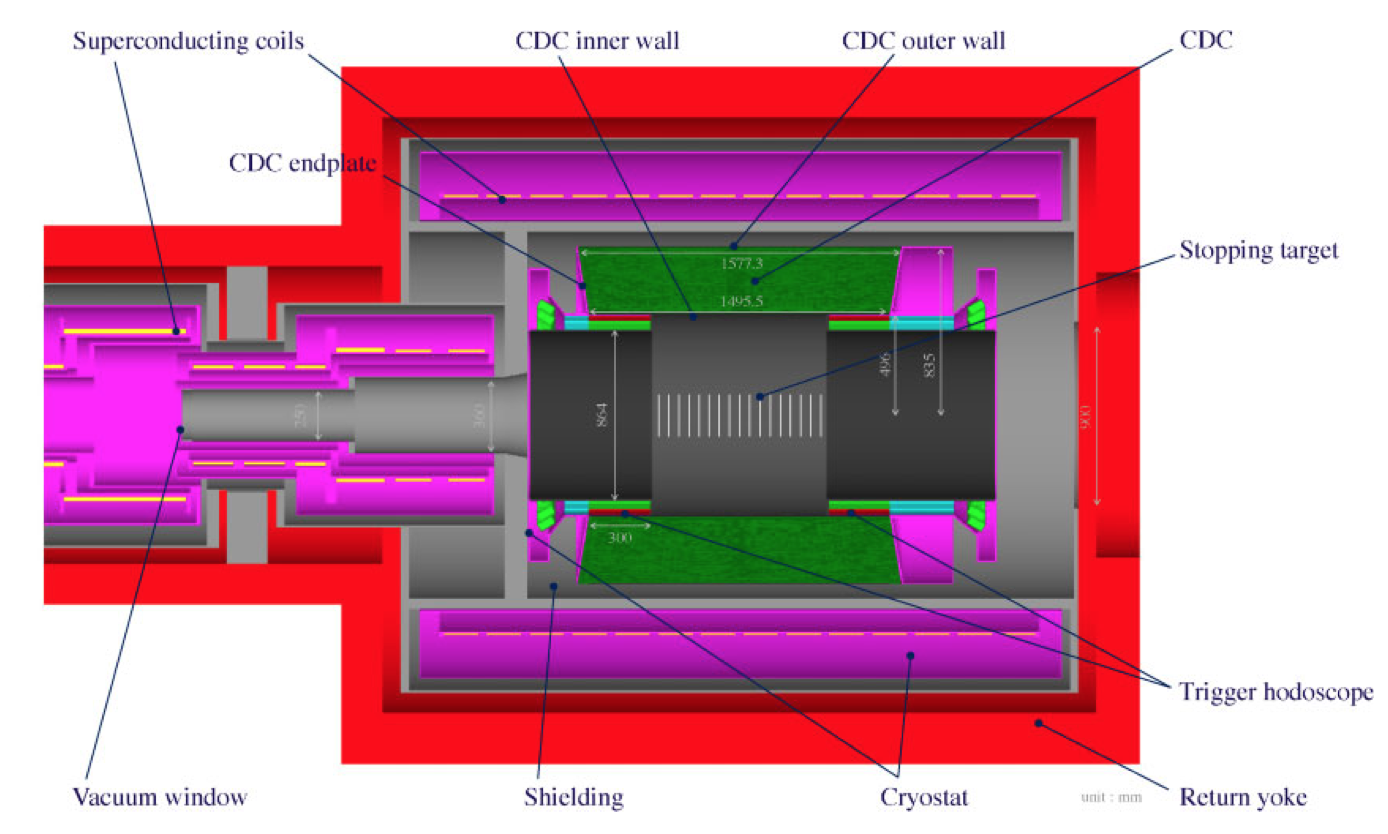 Superconducting coils
CDC inner wall
CDC outer wall
CDC
CDC endplate
Stopping target
1577.3
1495.5
496
835
864
900
250
360
300
Trigger hodoscope
Vacuum window
Shielding
Cryostat
unit : mm
Return yoke